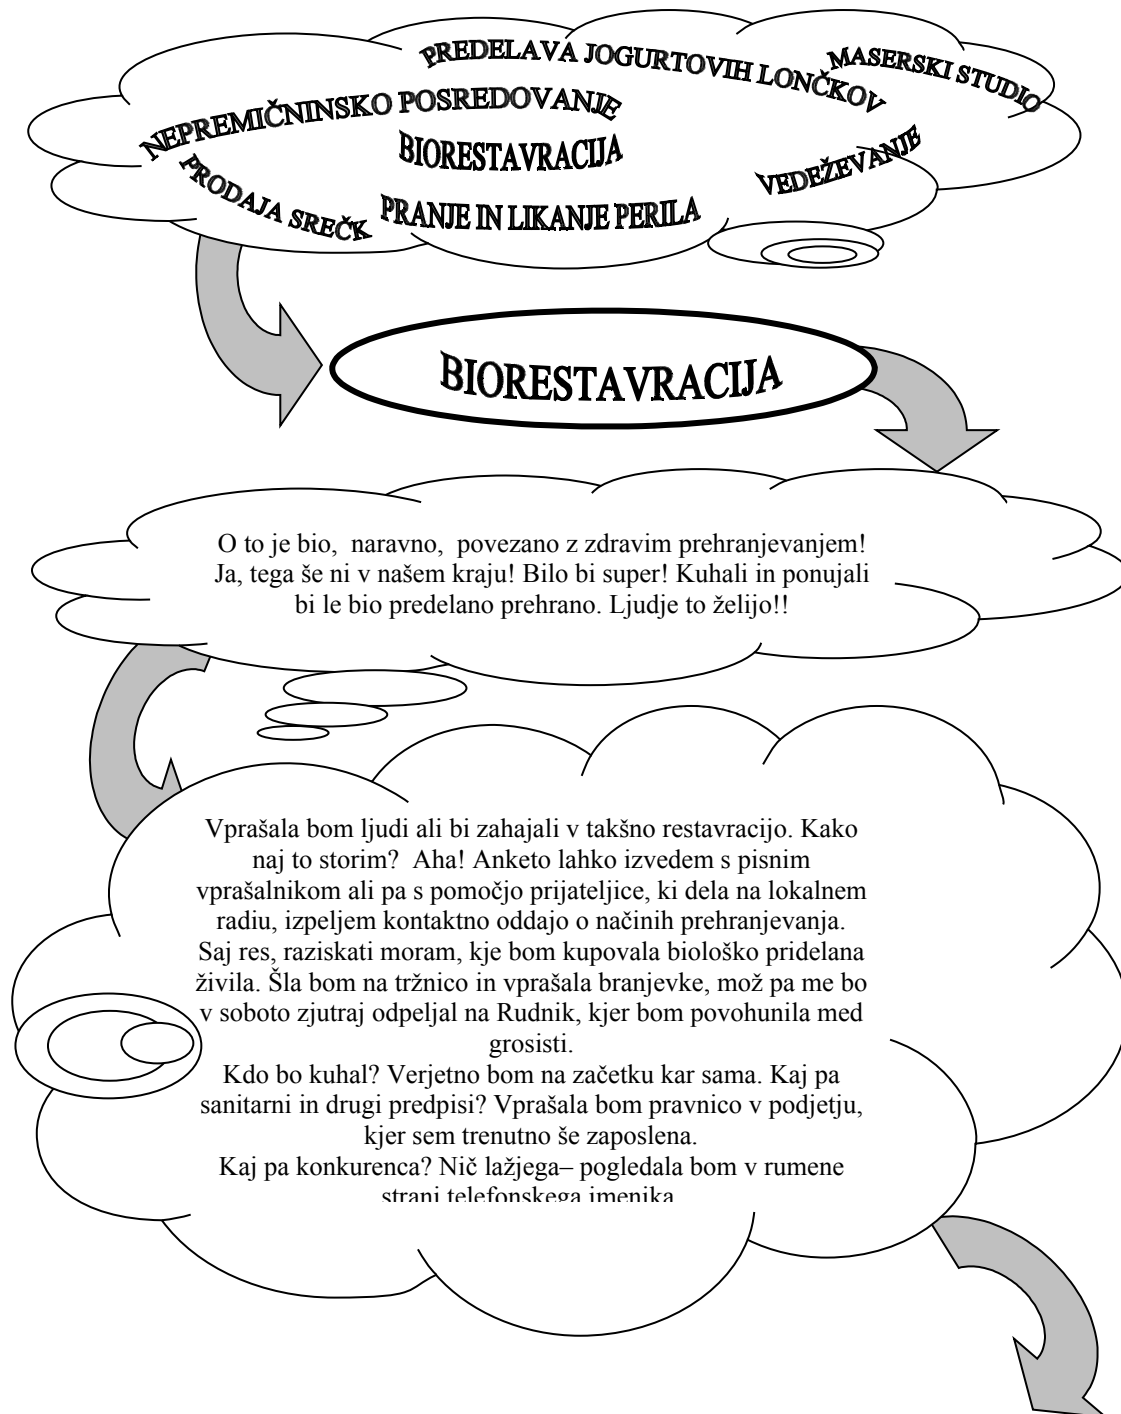 PREDELAVA JOGURTOVIH LONČKOV
MASERSKI STUDIO
NEPREMIČNINSKO POSREDOVANJE
BIORESTAVRACIJA
VEDEŽEVANJE
PRODAJA SREČK
PRANJE IN LIKANJE PERILA
BIORESTAVRACIJA
O to je bio, naravno, povezano z zdravim prehranjevanjem!
Ja, tega še ni v našem kraju! Bilo bi super! Kuhali in ponujali
bi le bio predelano prehrano. Ljudje to želijo!!
Vprašala bom ljudi ali bi zahajali v takšno restavracijo. Kako
naj to storim? Aha! Anketo lahko izvedem s pisnim
vprašalnikom ali pa s pomočjo prijateljice, ki dela na lokalnem
radiu, izpeljem kontaktno oddajo o načinih prehranjevanja.
Saj res, raziskati moram, kje bom kupovala biološko pridelana
živila. Šla bom na tržnico in vprašala branjevke, mož pa me bo
v soboto zjutraj odpeljal na Rudnik, kjer bom povohunila med
grosisti.
Kdo bo kuhal? Verjetno bom na začetku kar sama. Kaj pa
sanitarni in drugi predpisi? Vprašala bom pravnico v podjetju,
kjer sem trenutno še zaposlena.
Kaj pa konkurenca? Nič lažjega– pogledala bom v rumene
strani telefonskega imenika